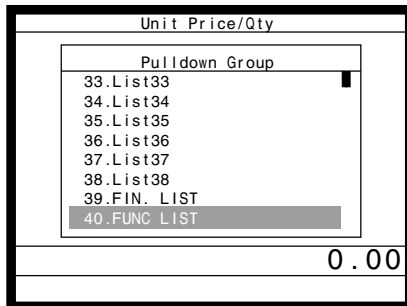 Unit Price/Qty
Pulldown Group
33.List33
34.List34
35.List35
36.List36
37.List37
38.List38
39.FIN. LIST
40.FUNC LIST
0.00